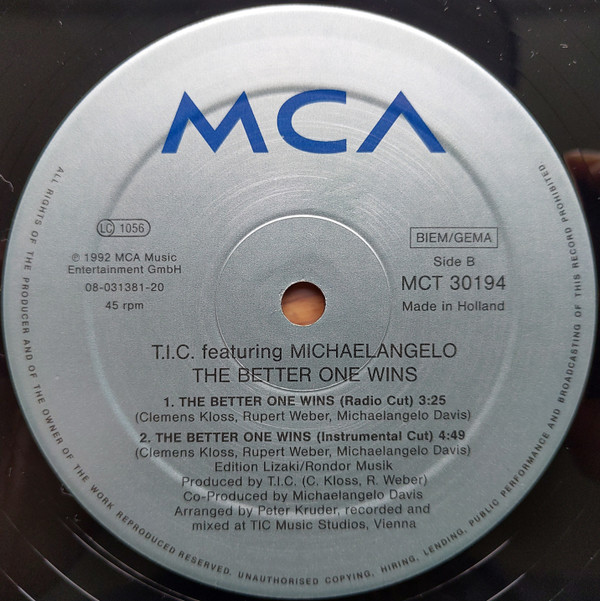 MCA
LC 1056
℗ 1992 MCA Music
Entertainment GmbH
08-031381-20
45 rpm
BIEM/GEMA
Side B
MCT 30194
Made in Holland
T.I.C. featuring MICHAELANGELO
THE BETTER ONE WINS
1. THE BETTER ONE WINS (Radio Cut) 3:25
(Clemens Kloss, Rupert Weber, Michaelangelo Davis)
2. THE BETTER ONE WINS (Instrumental Cut) 4:49
(Clemens Kloss, Rupert Weber, Michaelangelo Davis)
Edition Lizaki/Rondor Musik
Produced by T.I.C. (C. Kloss, R. Weber)
Co-Produced by Michaelangelo Davis
Arranged by Peter Kruder, recorded and
mixed at TIC Music Studios, Vienna
ALL RIGHTS OF THE PRODUCER AND OF THE OWNER OF THE WORK REPRODUCED RESERVED. UNAUTHORISED COPYING, HIRING, LENDING, PUBLIC PERFORMANCE AND BROADCASTING OF THIS RECORD PROHIBITED.